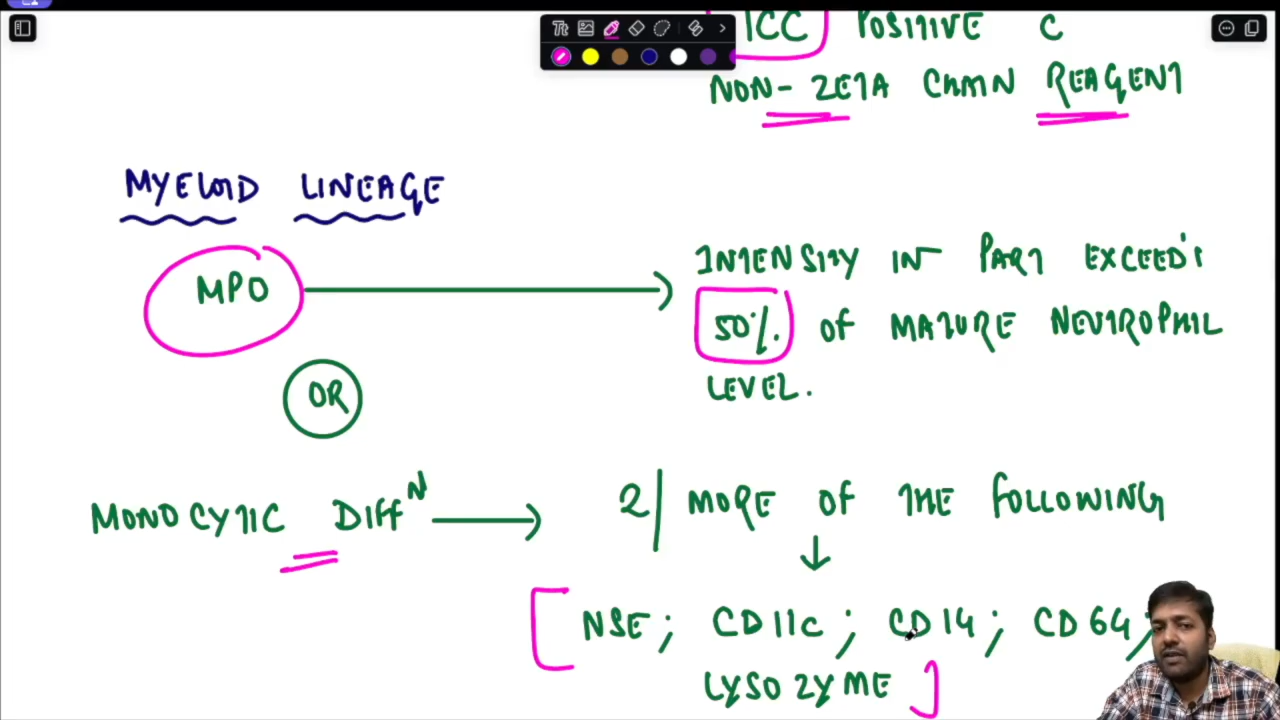 ICC POSITIVE C
NON-ZETA CHAIN REAGENT
MYELOID LINEAGE
MPO
INTENSITY IN PART EXCEED'S
50% OF MATURE NEUTROPHIL
LEVEL.
OR
MONOCYTIC DIFFN
2/ MORE OF THE FOLLOWING
NSE; CD11C; CD14; CD64;
LYSOZYME